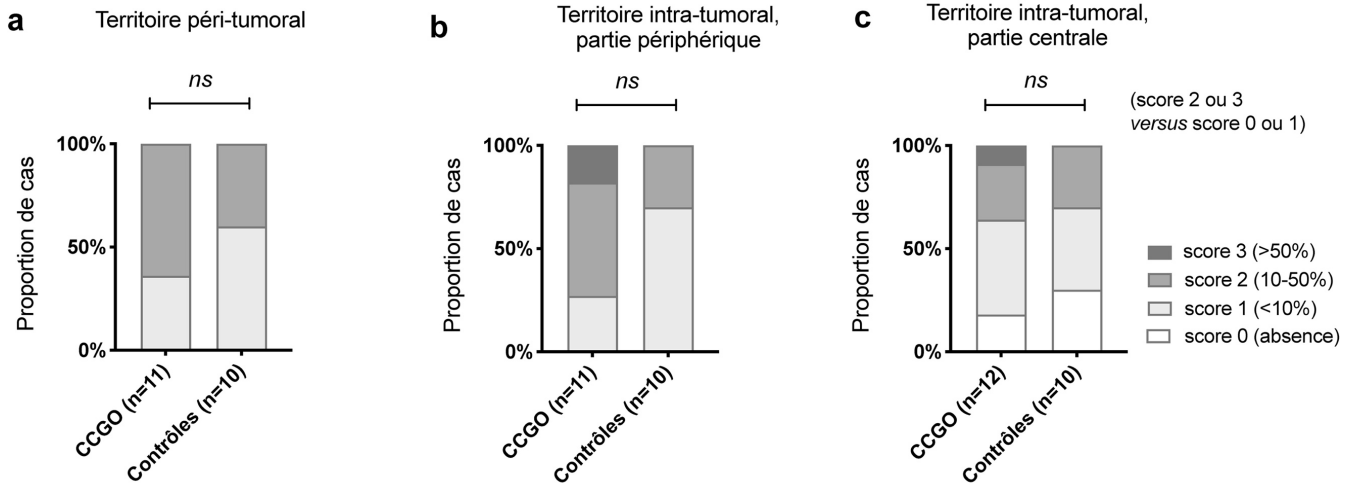 a
Territoire péri-tumoral
ns
100%
50%
0%
Proportion de cas
CCGO (n=11)
Contrôles (n=10)
b
Territoire intra-tumoral,
partie périphérique
ns
100%
50%
0%
Proportion de cas
CCGO (n=11)
Contrôles (n=10)
c
Territoire intra-tumoral,
partie centrale
ns
(score 2 ou 3
versus score 0 ou 1)
100%
50%
0%
Proportion de cas
CCGO (n=12)
Contrôles (n=10)
score 3 (>50%)
score 2 (10-50%)
score 1 (<10%)
score 0 (absence)